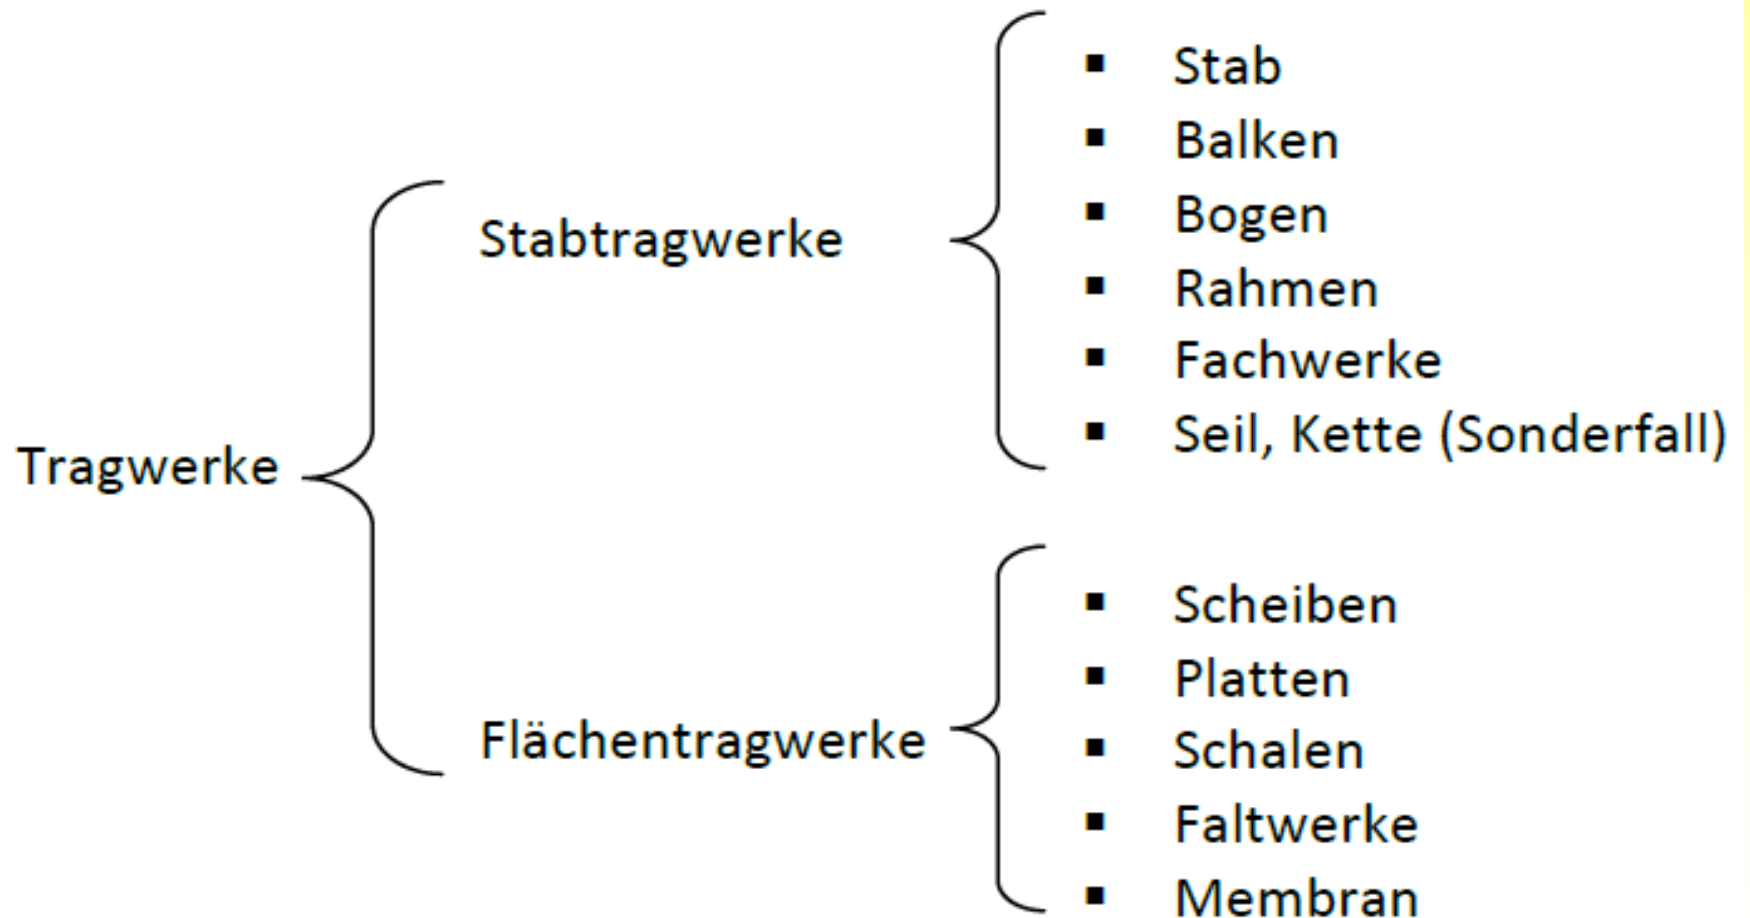 Tragwerke
Stabtragwerke
▪ Stab
▪ Balken
▪ Bogen
▪ Rahmen
▪ Fachwerke
▪ Seil, Kette (Sonderfall)
Flächentragwerke
▪ Scheiben
▪ Platten
▪ Schalen
▪ Faltwerke
▪ Membran